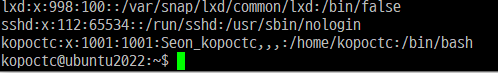 lxd:x:998:100::/var/snap/lxd/common/lxd:/bin/false
sshd:x:112:65534::/run/sshd:/usr/sbin/nologin
kopoctc:x:1001:1001:Seon_kopoctc,,,:/home/kopoctc:/bin/bash
kopoctc@ubuntu2022:~$